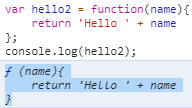 var hello2 = function(name){
    return 'Hello ' + name
};
console.log(hello2);
ƒ (name){
    return 'Hello ' + name
}